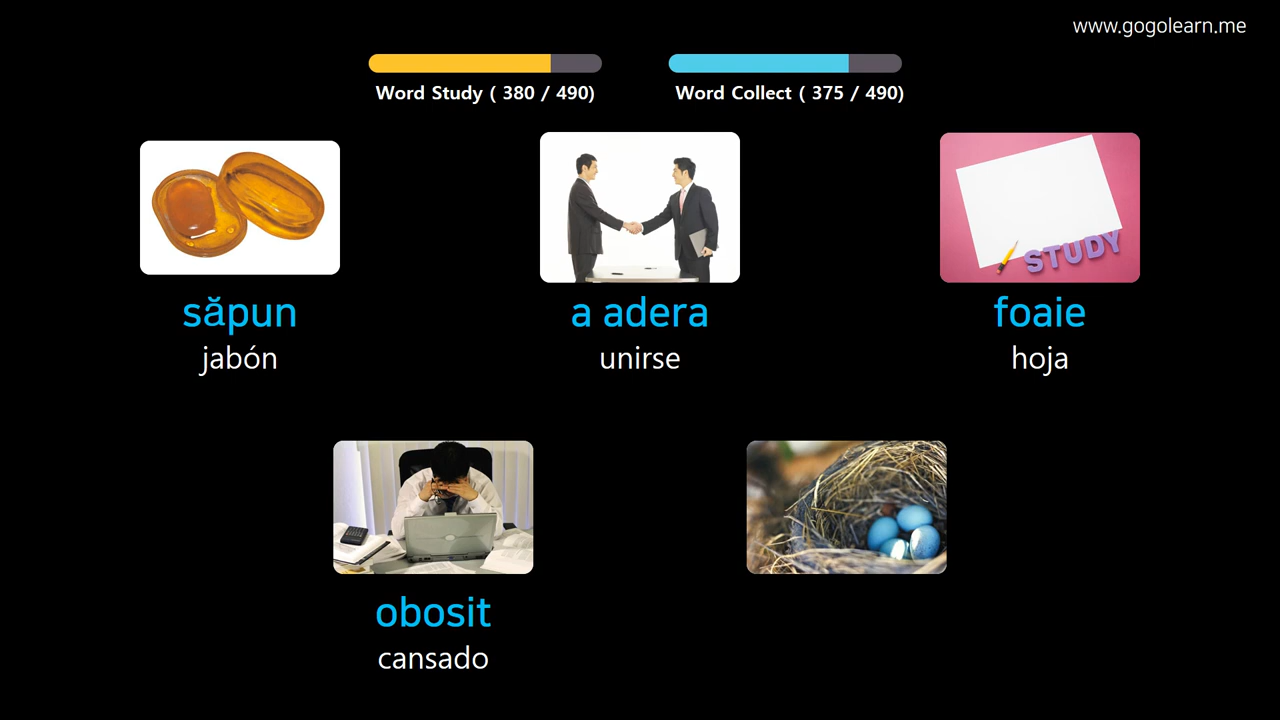 www.gogolearn.me
Word Study ( 380 / 490)
Word Collect ( 375 / 490)
săpun
jabón
a adera
unirse
STUDY
foaie
hoja
obosit
cansado